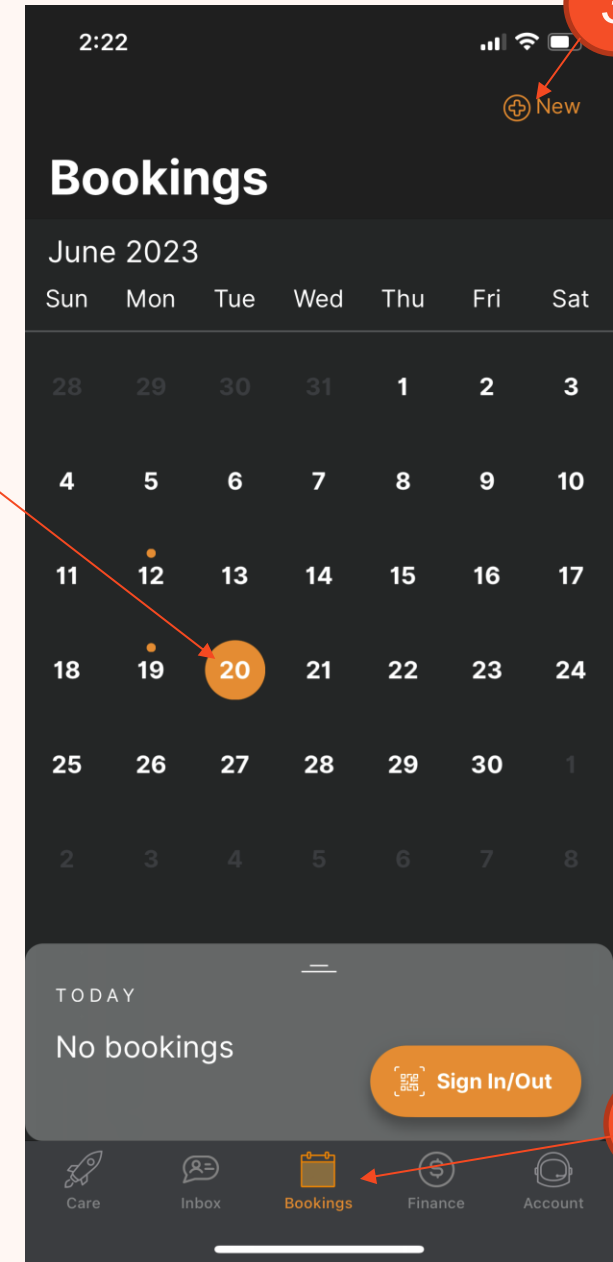 3
2:22
New
Bookings
June 2023
Sun Mon Tue Wed Thu Fri Sat
28 29 30 31 1 2 3
4 5 6 7 8 9 10
11 12 13 14 15 16 17
18 19 20 21 22 23 24
25 26 27 28 29 30 1
2 3 4 5 6 7 8
TODAY
No bookings
Sign In/Out
Care Inbox Bookings Finance Account